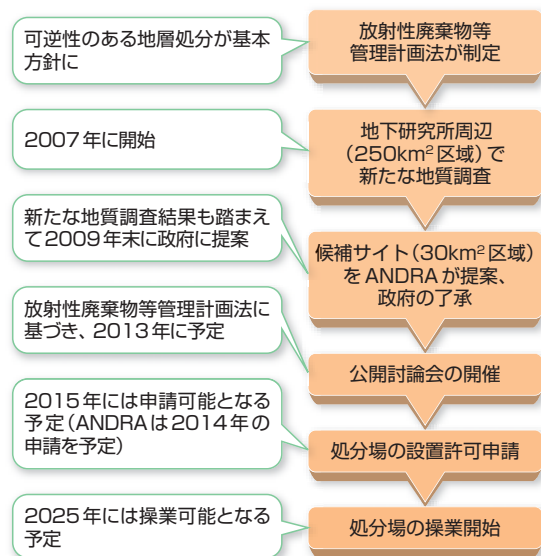 可逆性のある地層処分が基本
方針に
放射性廃棄物等
管理計画法が制定
2007年に開始
地下研究所周辺
（250km²区域）で
新たな地質調査
新たな地質調査結果も踏まえ
て2009年末に政府に提案
候補サイト（30km²区域）
をANDRAが提案、
政府の了承
放射性廃棄物等管理計画法に
基づき、2013年に予定
公開討論会の開催
2015年には申請可能となる
予定（ANDRAは2014年の
申請を予定）
処分場の設置許可申請
2025年には操業可能となる
予定
処分場の操業開始